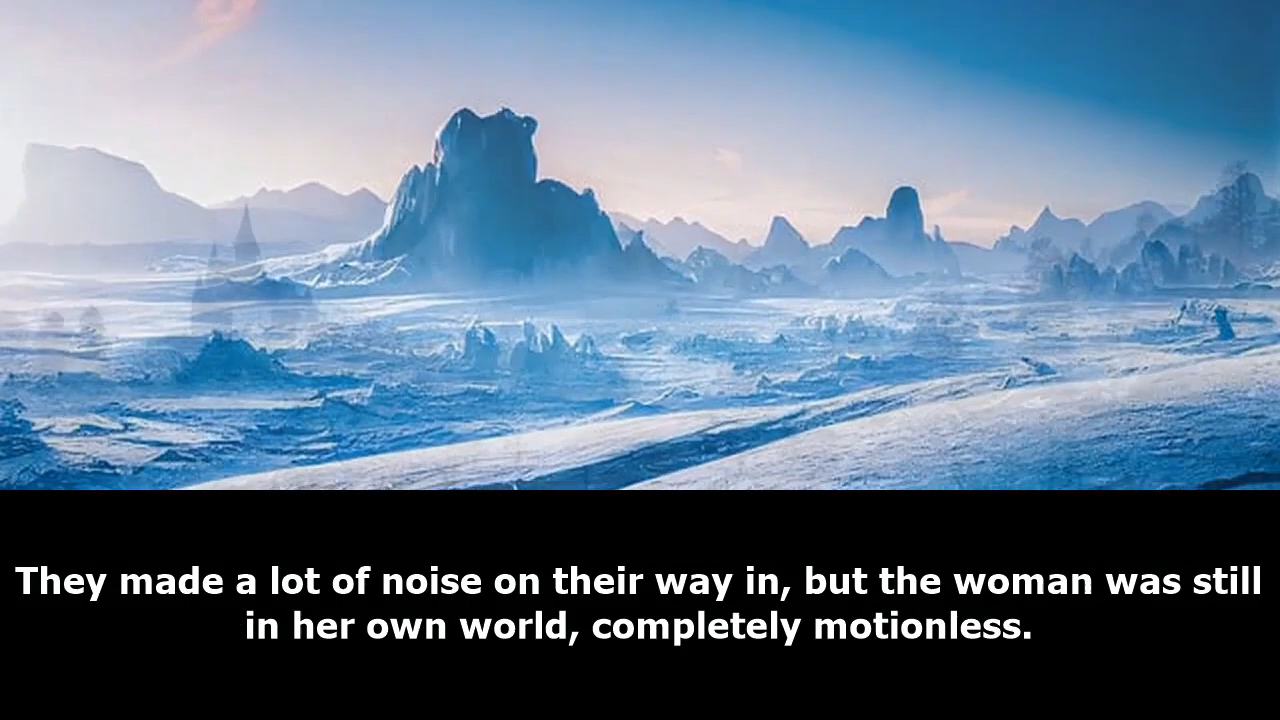 They made a lot of noise on their way in, but the woman was still
in her own world, completely motionless.